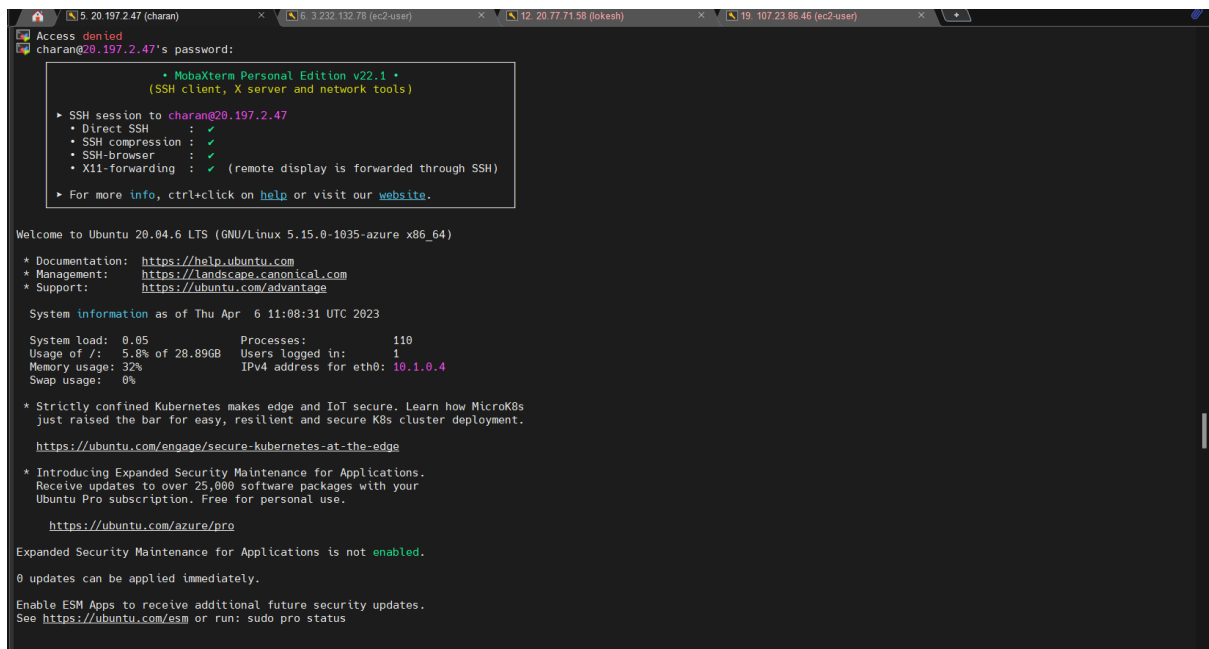 5. 20.197.2.47 (charan)
6. 3.232.132.78 (ec2-user)
12. 20.77.71.58 (lokesh)
19. 107.23.86.46 (ec2-user)
Access denied
charan@20.197.2.47's password:
• MobaXterm Personal Edition v22.1 •
(SSH client, X server and network tools)
➤ SSH session to charan@20.197.2.47
• Direct SSH : ✔
• SSH compression : ✔
• SSH-browser : ✔
• X11-forwarding : ✔ (remote display is forwarded through SSH)
➤ For more info, ctrl+click on help or visit our website.
Welcome to Ubuntu 20.04.6 LTS (GNU/Linux 5.15.0-1035-azure x86_64)
* Documentation: https://help.ubuntu.com
* Management: https://landscape.canonical.com
* Support: https://ubuntu.com/advantage
System information as of Thu Apr 6 11:08:31 UTC 2023
System load: 0.05 Processes: 110
Usage of /: 5.8% of 28.89GB Users logged in: 1
Memory usage: 32% IPv4 address for eth0: 10.1.0.4
Swap usage: 0%
* Strictly confined Kubernetes makes edge and IoT secure. Learn how MicroK8s
just raised the bar for easy, resilient and secure K8s cluster deployment.
https://ubuntu.com/engage/secure-kubernetes-at-the-edge
* Introducing Expanded Security Maintenance for Applications.
Receive updates to over 25,000 software packages with your
Ubuntu Pro subscription. Free for personal use.
https://ubuntu.com/azure/pro
Expanded Security Maintenance for Applications is not enabled.
0 updates can be applied immediately.
Enable ESM Apps to receive additional future security updates.
See https://ubuntu.com/esm or run: sudo pro status